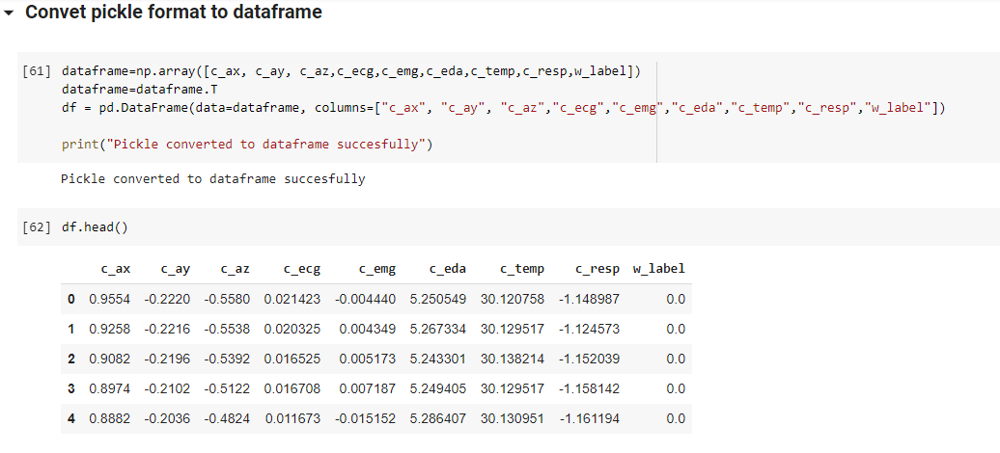 Convet pickle format to dataframe
[61] dataframe=np.array([c_ax, c_ay, c_az,c_ecg,c_emg,c_eda,c_temp,c_resp,w_label])
dataframe=dataframe.T
df = pd.DataFrame(data=dataframe, columns=["c_ax", "c_ay", "c_az","c_ecg","c_emg","c_eda","c_temp","c_resp","w_label"])
print("Pickle converted to dataframe succesfully")
Pickle converted to dataframe succesfully
[62] df.head()
c_ax c_ay c_az c_ecg c_emg c_eda c_temp c_resp w_label
0 0.9554 -0.2220 -0.5580 0.021423 -0.004440 5.250549 30.120758 -1.148987 0.0
1 0.9258 -0.2216 -0.5538 0.020325 0.004349 5.267334 30.129517 -1.124573 0.0
2 0.9082 -0.2196 -0.5392 0.016525 0.005173 5.243301 30.138214 -1.152039 0.0
3 0.8974 -0.2102 -0.5122 0.016708 0.007187 5.249405 30.129517 -1.158142 0.0
4 0.8882 -0.2036 -0.4824 0.011673 -0.015152 5.286407 30.130951 -1.161194 0.0